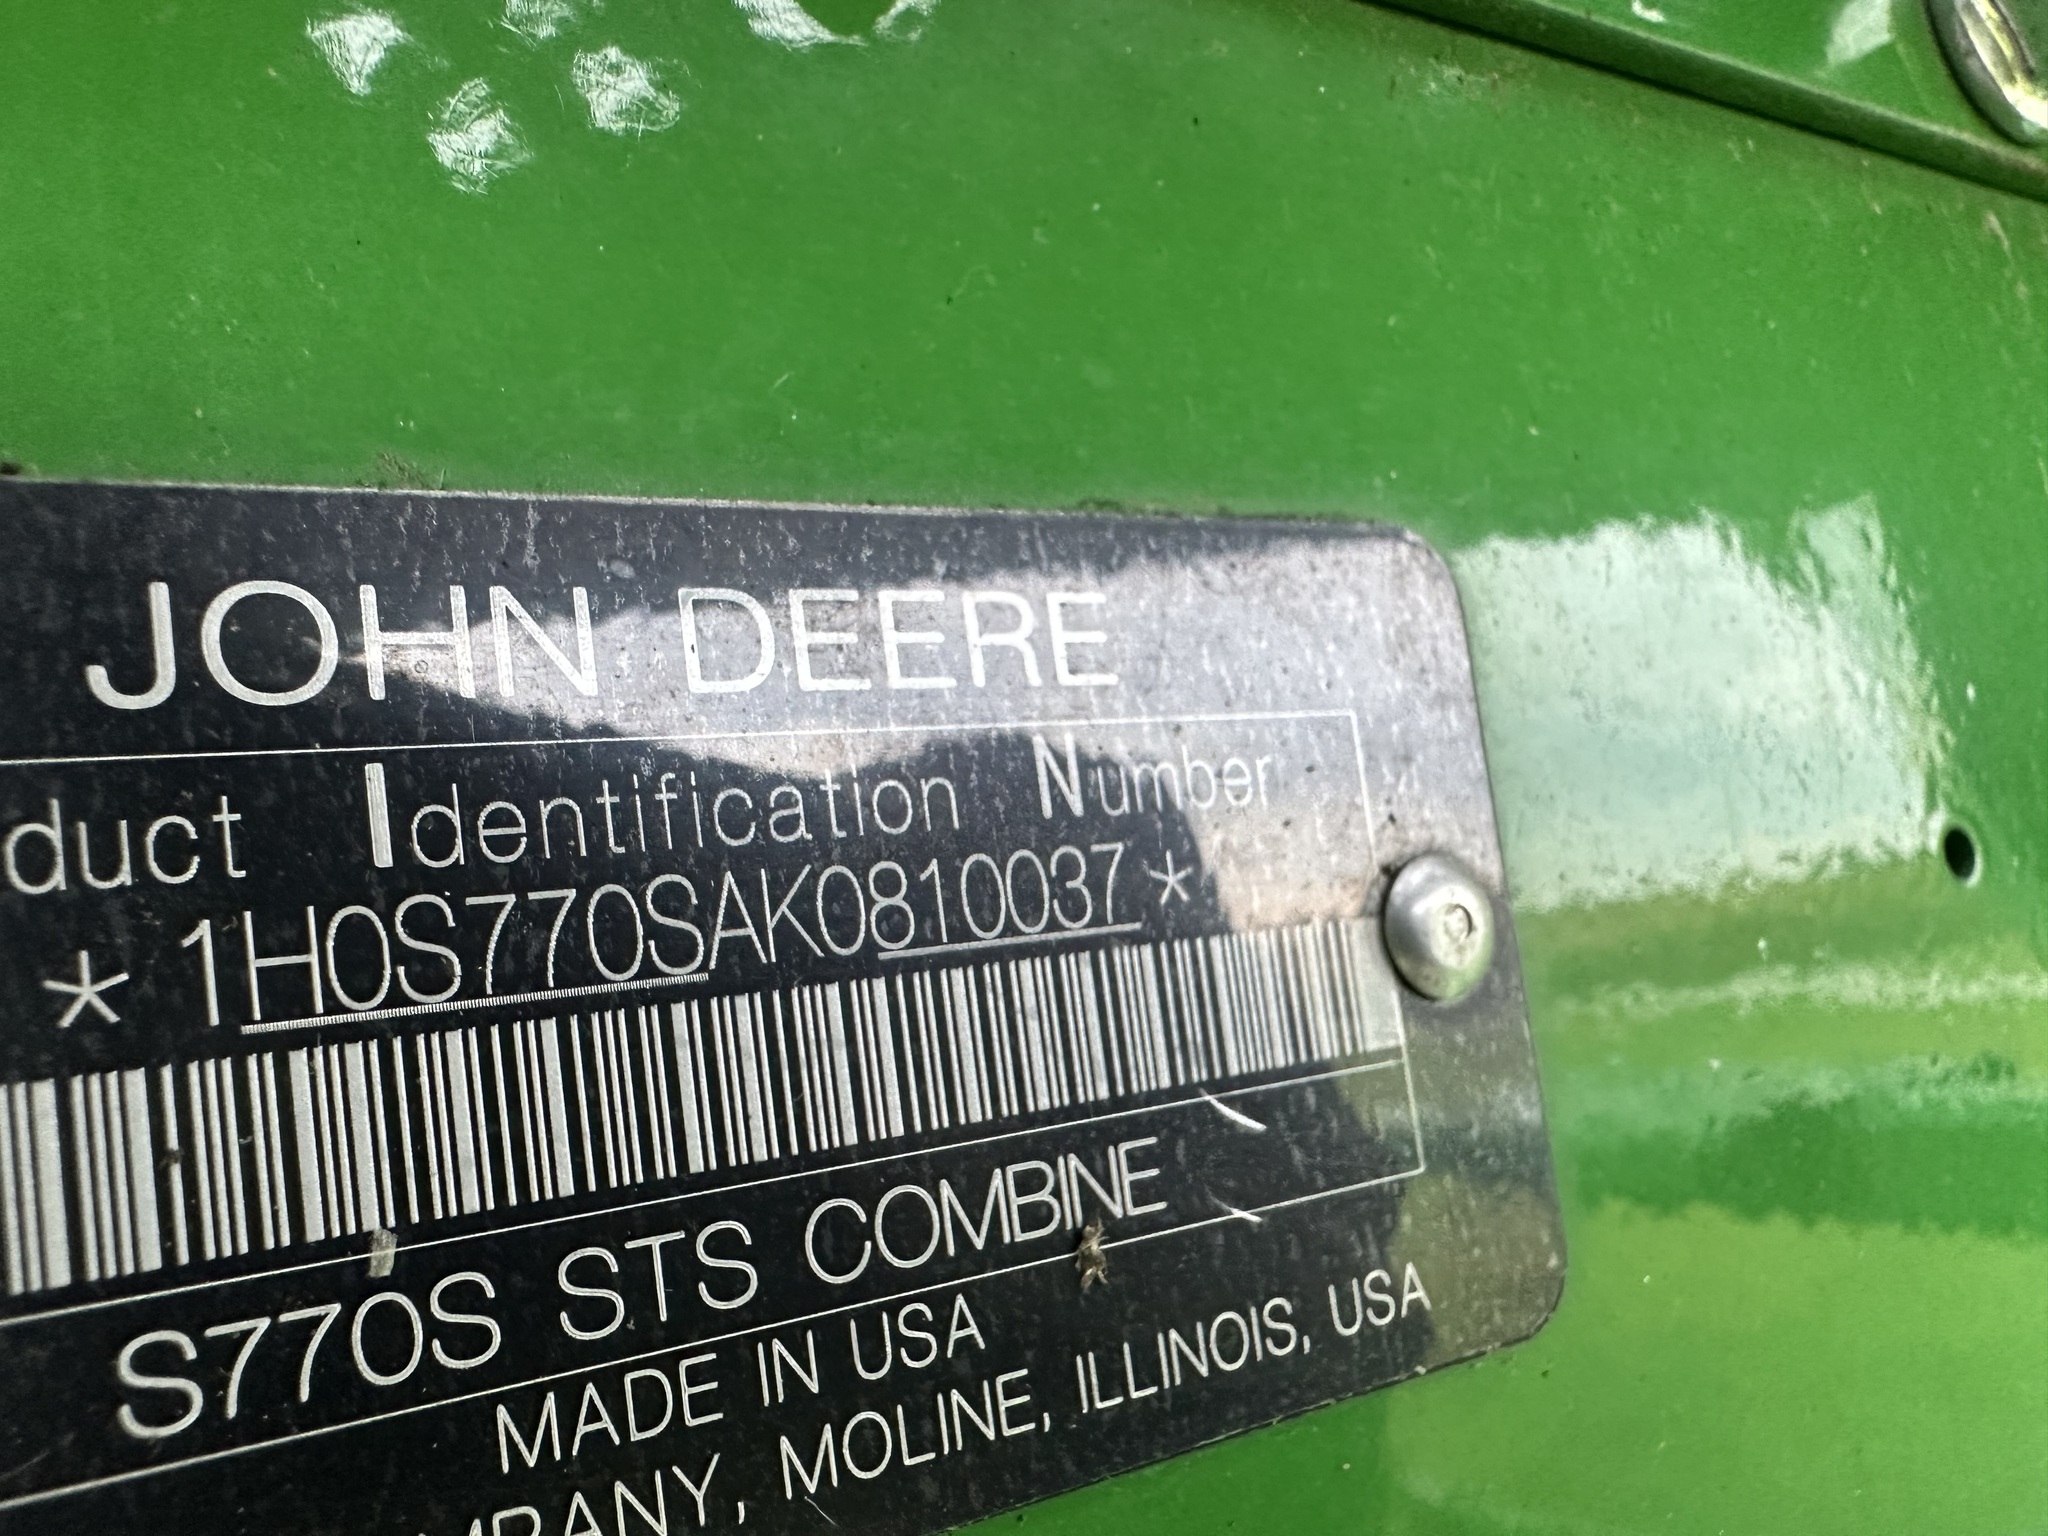 JOHN DEERE
duct Identification Number
* 1H0S770SAK0810037 *
S770S STS COMBINE
MADE IN USA
MPANY, MOLINE, ILLINOIS, USA